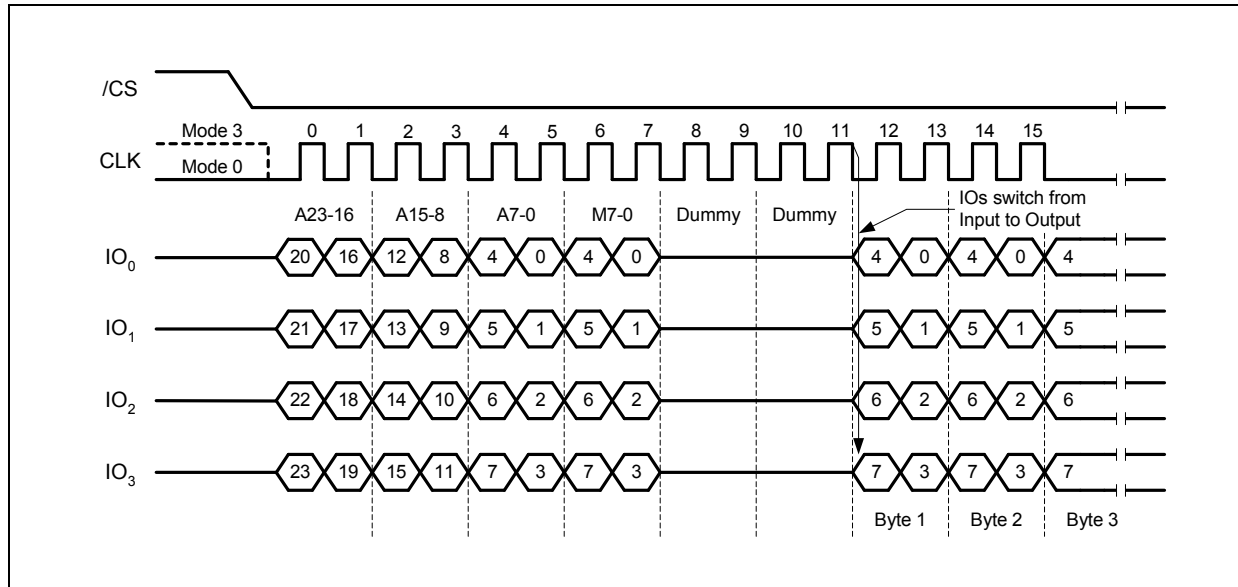 /CS
Mode 3 0 1 2 3 4 5 6 7 8 9 10 11 12 13 14 15
CLK
Mode 0
IOs switch from
Input to Output
A23-16 A15-8 A7-0 M7-0 Dummy Dummy
IO0 20 16 12 8 4 0 4 0 4 0 4 0 4
IO1 21 17 13 9 5 1 5 1 5 1 5 1 5
IO2 22 18 14 10 6 2 6 2 6 2 6 2 6
IO3 23 19 15 11 7 3 7 3 7 3 7 3 7
Byte 1 Byte 2 Byte 3